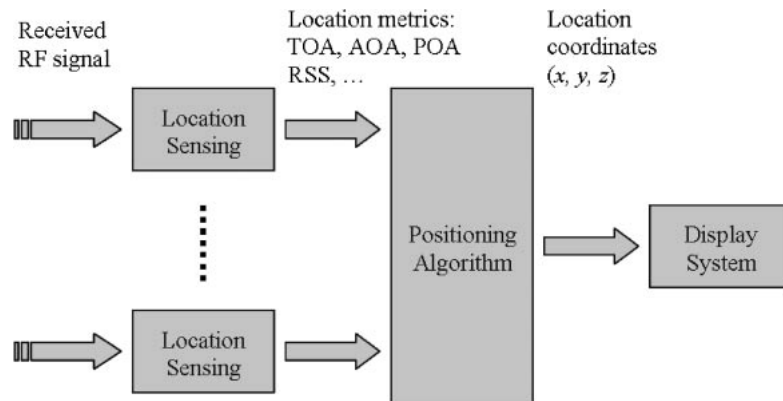 Received
RF signal
Location metrics:
TOA, AOA, POA
RSS, …
Location
coordinates
(x, y, z)
Location
Sensing
Positioning
Algorithm
Display
System
Location
Sensing